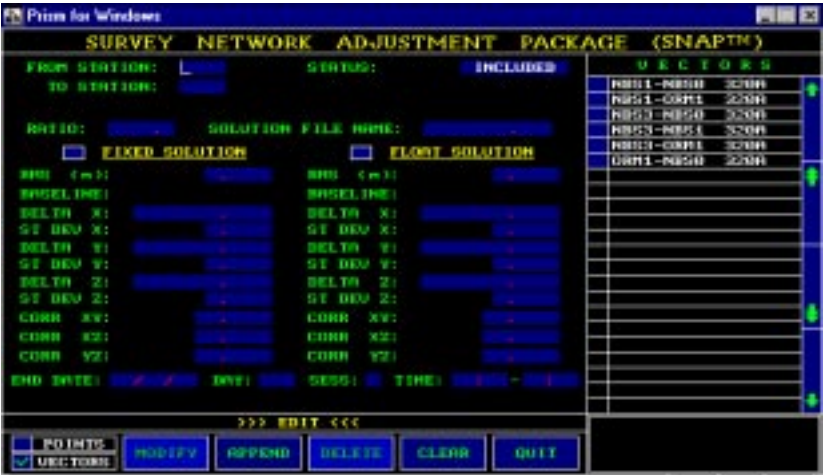 Prism for Windows
SURVEY NETWORK ADJUSTMENT PACKAGE (SNAP™)
FROM STATION: STATUS: INCLUDED
TO STATION:
RATIO: SOLUTION FILE NAME:
FIXED SOLUTION FLOAT SOLUTION
RMS (m): RMS (m):
BASELINE: BASELINE:
DELTA X: DELTA X:
ST DEV X: ST DEV X:
DELTA Y: DELTA Y:
ST DEV Y: ST DEV Y:
DELTA Z: DELTA Z:
ST DEV Z: ST DEV Z:
CORR XY: CORR XY:
CORR XZ: CORR XZ:
CORR YZ: CORR YZ:
END DATE: / / DAY: SESS: TIME: : - :
VECTORS
NBS1-NBS0 320A
NBS1-ORM1 320A
NBS3-NBS0 320A
NBS3-NBS1 320A
NBS3-ORM1 320A
ORM1-NBS0 320A
>>> EDIT <<<
POINTS
VECTORS
MODIFY APPEND DELETE CLEAR QUIT